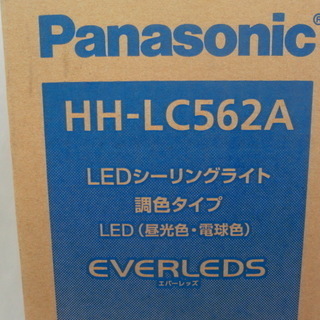 Panasonic®
HH-LC562A
LEDシーリングライト
調色タイプ
LED（昼光色・電球色）
EVERLEDS
エバーレッズ